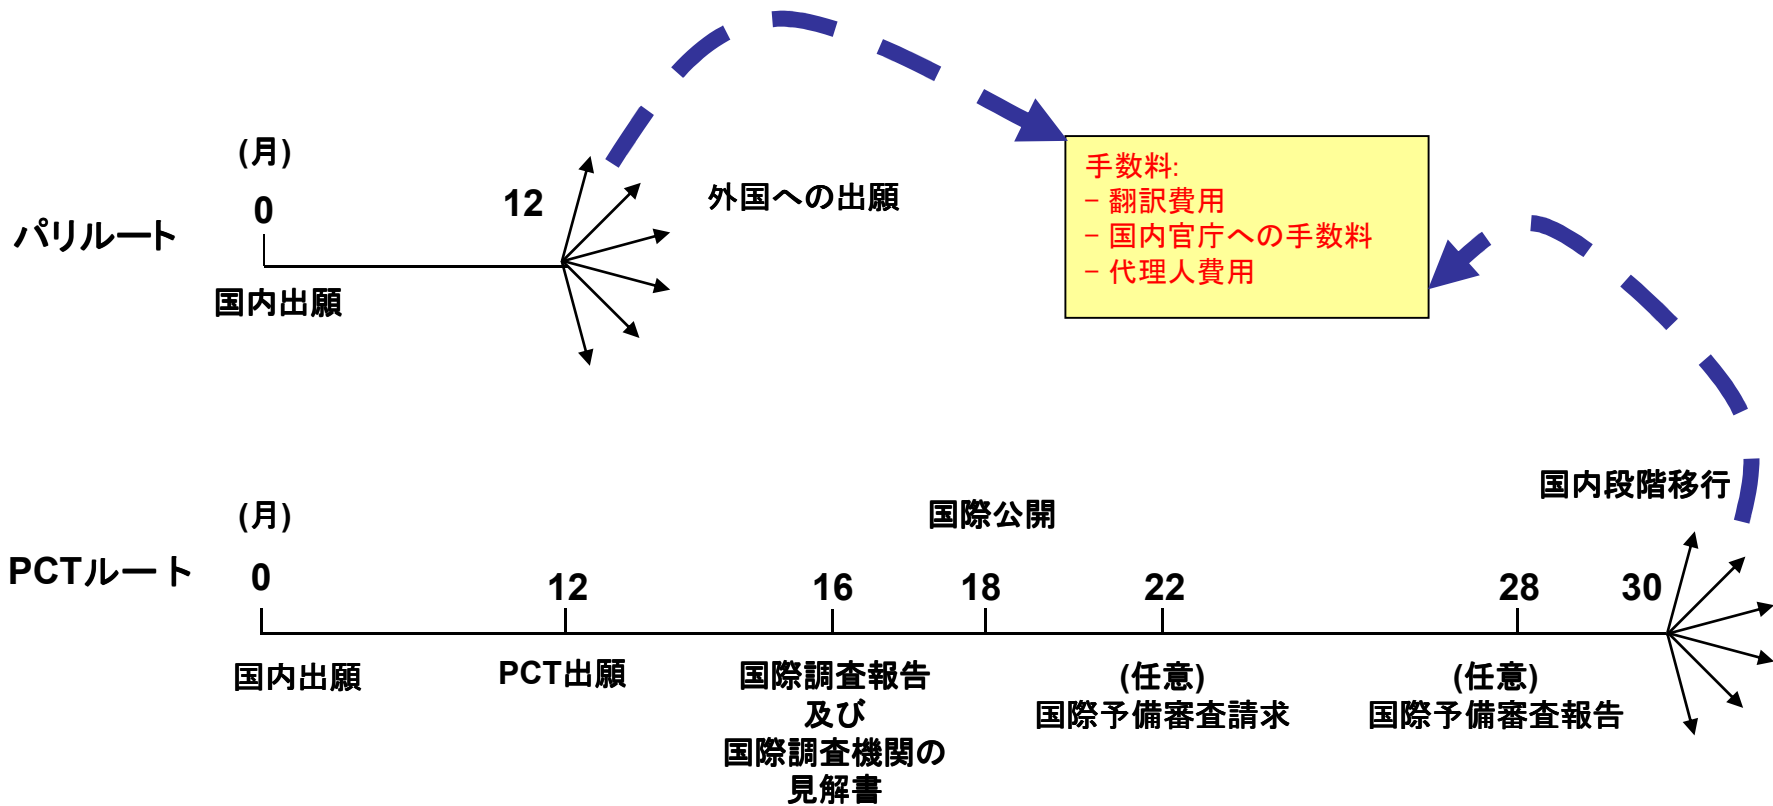 (月)
0
12
外国への出願
パリルート
国内出願
手数料:
- 翻訳費用
- 国内官庁への手数料
- 代理人費用
国内段階移行
(月)
国際公開
PCTルート
0
12
16
18
22
28
30
国内出願
PCT出願
国際調査報告
及び
国際調査機関の
見解書
(任意)
国際予備審査請求
(任意)
国際予備審査報告